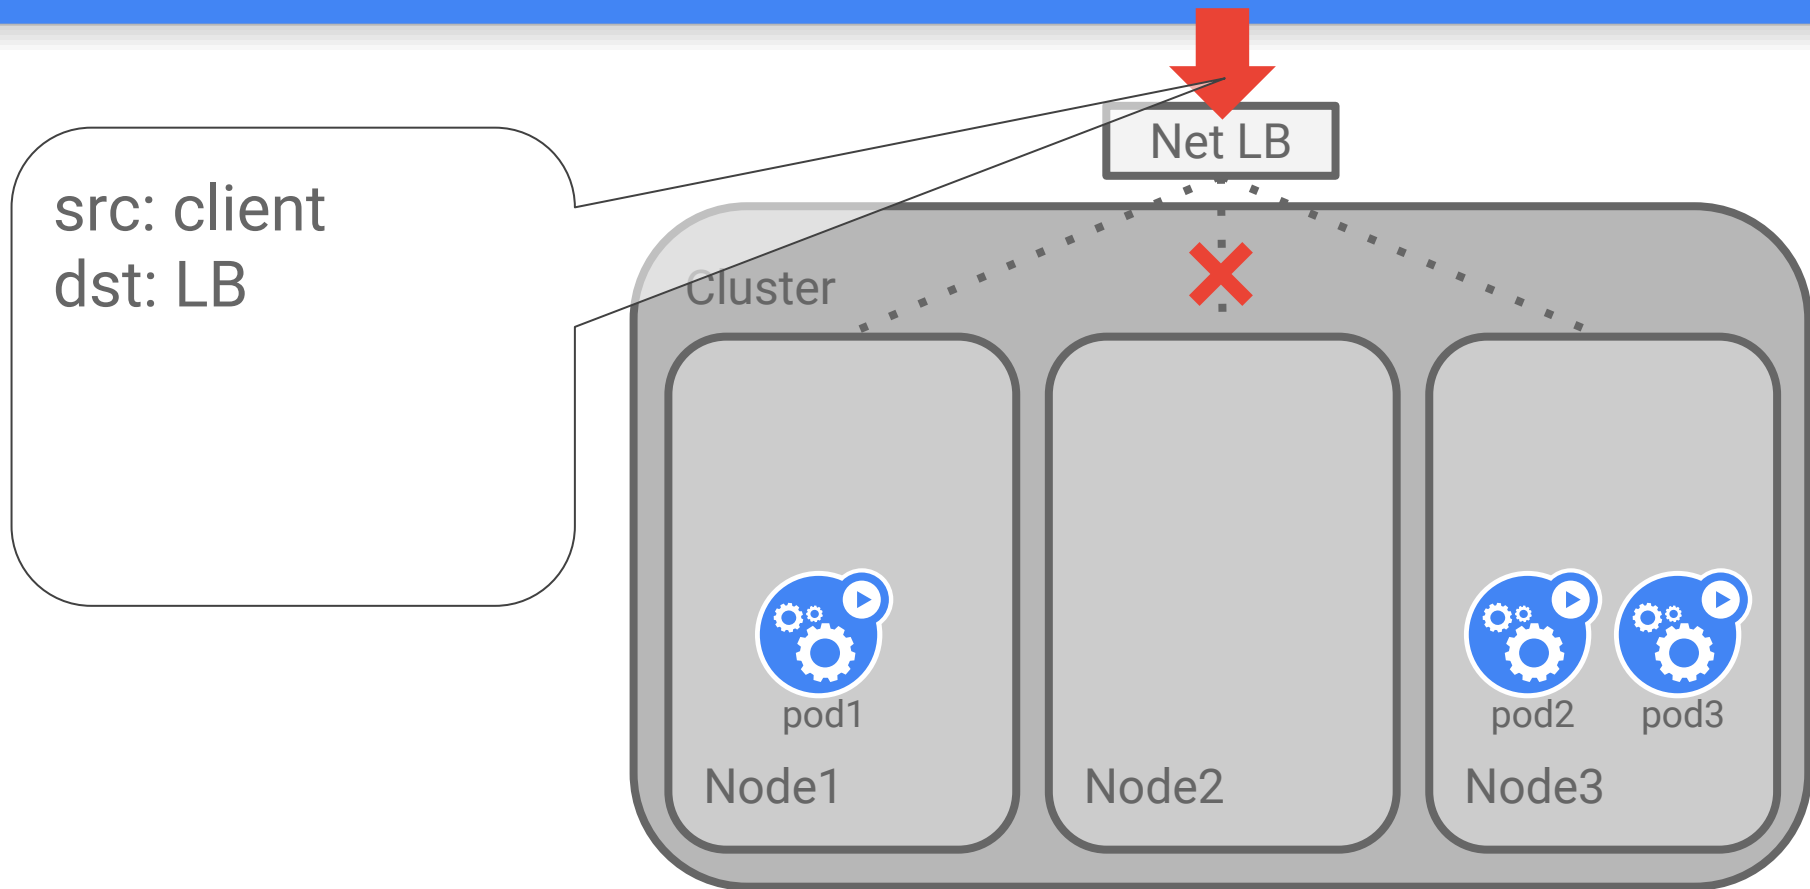 Net LB
src: client
dst: LB
Cluster
pod1
pod2
pod3
Node1
Node2
Node3